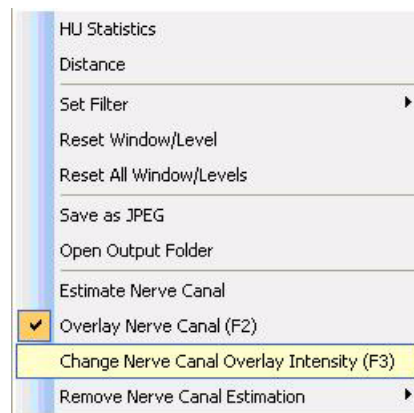 HU Statistics
Distance
Set Filter
Reset Window/Level
Reset All Window/Levels
Save as JPEG
Open Output Folder
Estimate Nerve Canal
Overlay Nerve Canal (F2)
Change Nerve Canal Overlay Intensity (F3)
Remove Nerve Canal Estimation